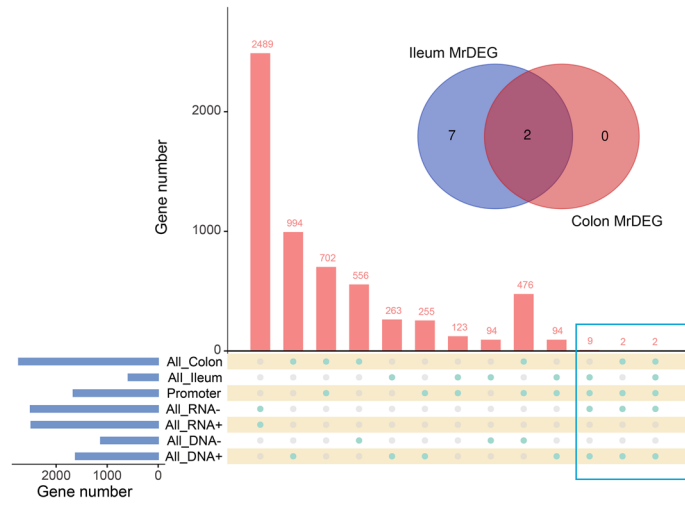 2489
Ileum MrDEG
2000
7
2
0
Gene number
Colon MrDEG
1000
994
702
556
263
255
123
94
476
94
9
2
2
0
All_Colon
All_Ileum
Promoter
All_RNA-
All_RNA+
All_DNA-
All_DNA+
2000
1000
0
Gene number